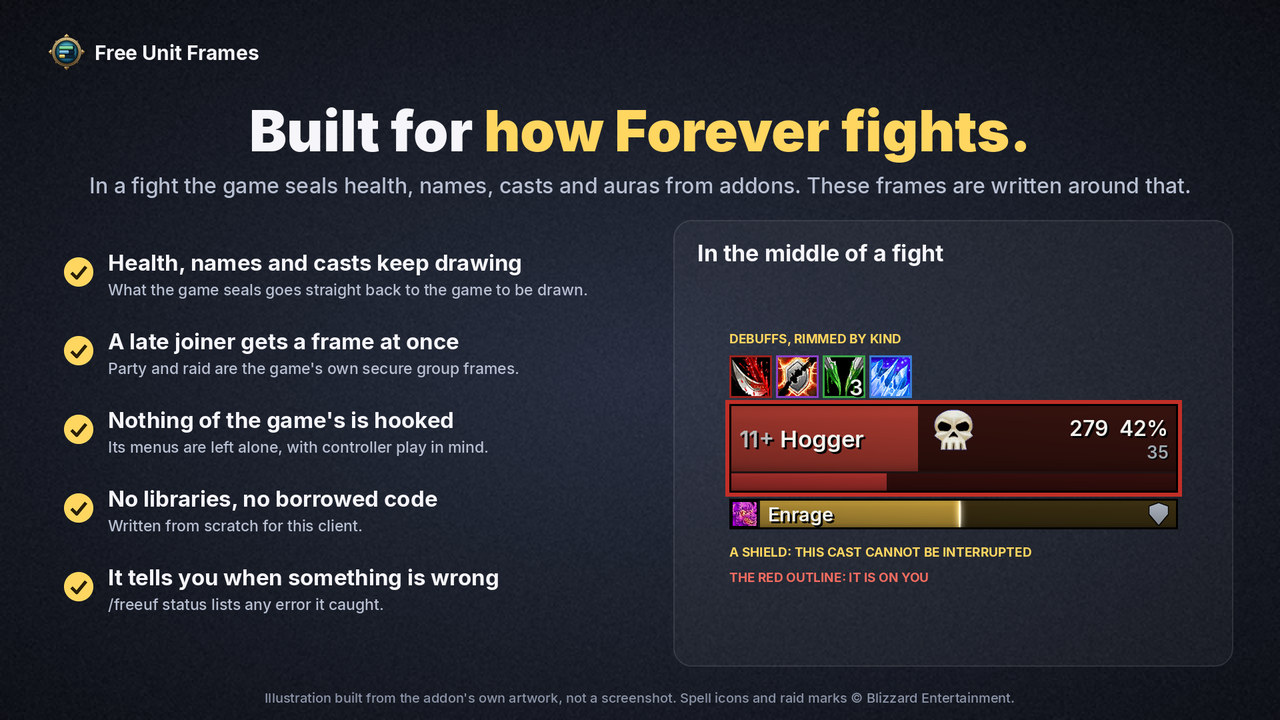 Free Unit Frames
Built for how Forever fights.
In a fight the game seals health, names, casts and auras from addons. These frames are written around that.
Health, names and casts keep drawing
What the game seals goes straight back to the game to be drawn.
A late joiner gets a frame at once
Party and raid are the game's own secure group frames.
Nothing of the game's is hooked
Its menus are left alone, with controller play in mind.
No libraries, no borrowed code
Written from scratch for this client.
It tells you when something is wrong
/freeuf status lists any error it caught.
In the middle of a fight
DEBUFFS, RIMMED BY KIND
3
11+ Hogger
279 42%
35
Enrage
A SHIELD: THIS CAST CANNOT BE INTERRUPTED
THE RED OUTLINE: IT IS ON YOU
Illustration built from the addon's own artwork, not a screenshot. Spell icons and raid marks © Blizzard Entertainment.